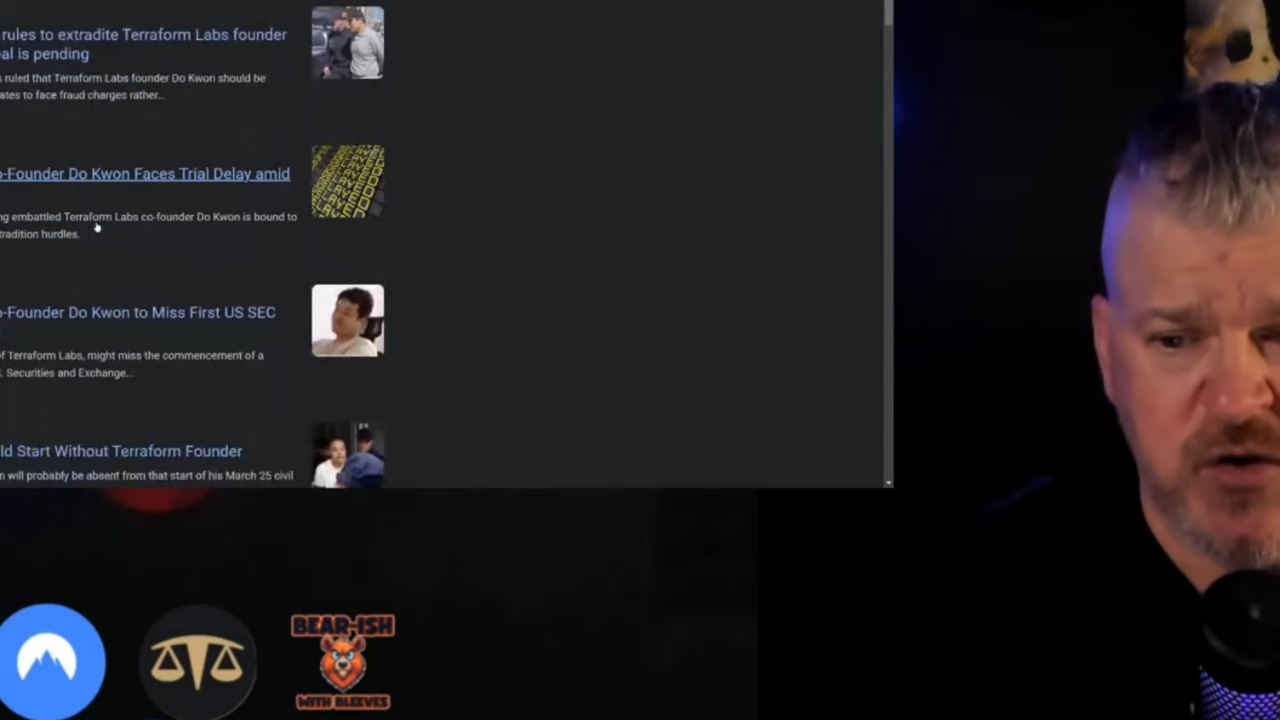 rules to extradite Terraform Labs founder
al is pending
s ruled that Terraform Labs founder Do Kwon should be
ates to face fraud charges rather...
o-Founder Do Kwon Faces Trial Delay amid
ng embattled Terraform Labs co-founder Do Kwon is bound to
tradition hurdles.
o-Founder Do Kwon to Miss First US SEC
of Terraform Labs, might miss the commencement of a
. Securities and Exchange...
ld Start Without Terraform Founder
n will probably be absent from that start of his March 25 civil
BEAR-ISH
WITH BLEEVES